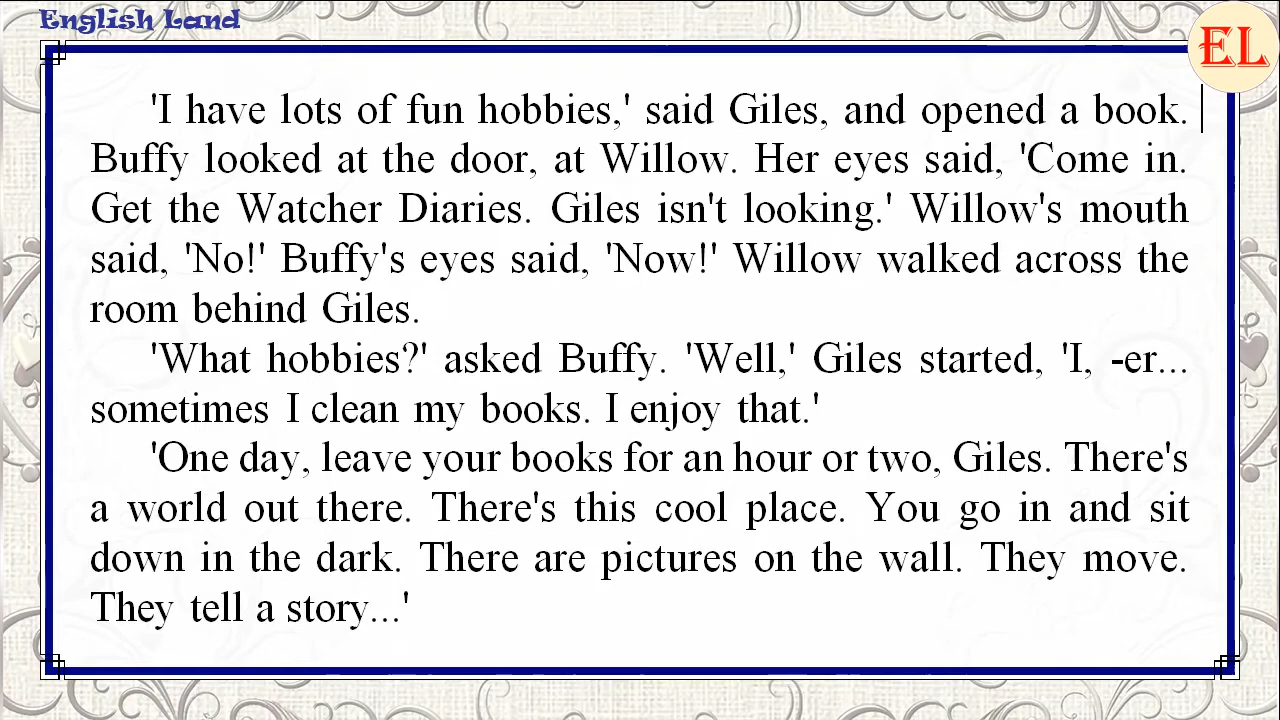 English Land
EL
'I have lots of fun hobbies,' said Giles, and opened a book.
Buffy looked at the door, at Willow. Her eyes said, 'Come in.
Get the Watcher Diaries. Giles isn't looking.' Willow's mouth
said, 'No!' Buffy's eyes said, 'Now!' Willow walked across the
room behind Giles.
'What hobbies?' asked Buffy. 'Well,' Giles started, 'I, -er...
sometimes I clean my books. I enjoy that.'
'One day, leave your books for an hour or two, Giles. There's
a world out there. There's this cool place. You go in and sit
down in the dark. There are pictures on the wall. They move.
They tell a story...'